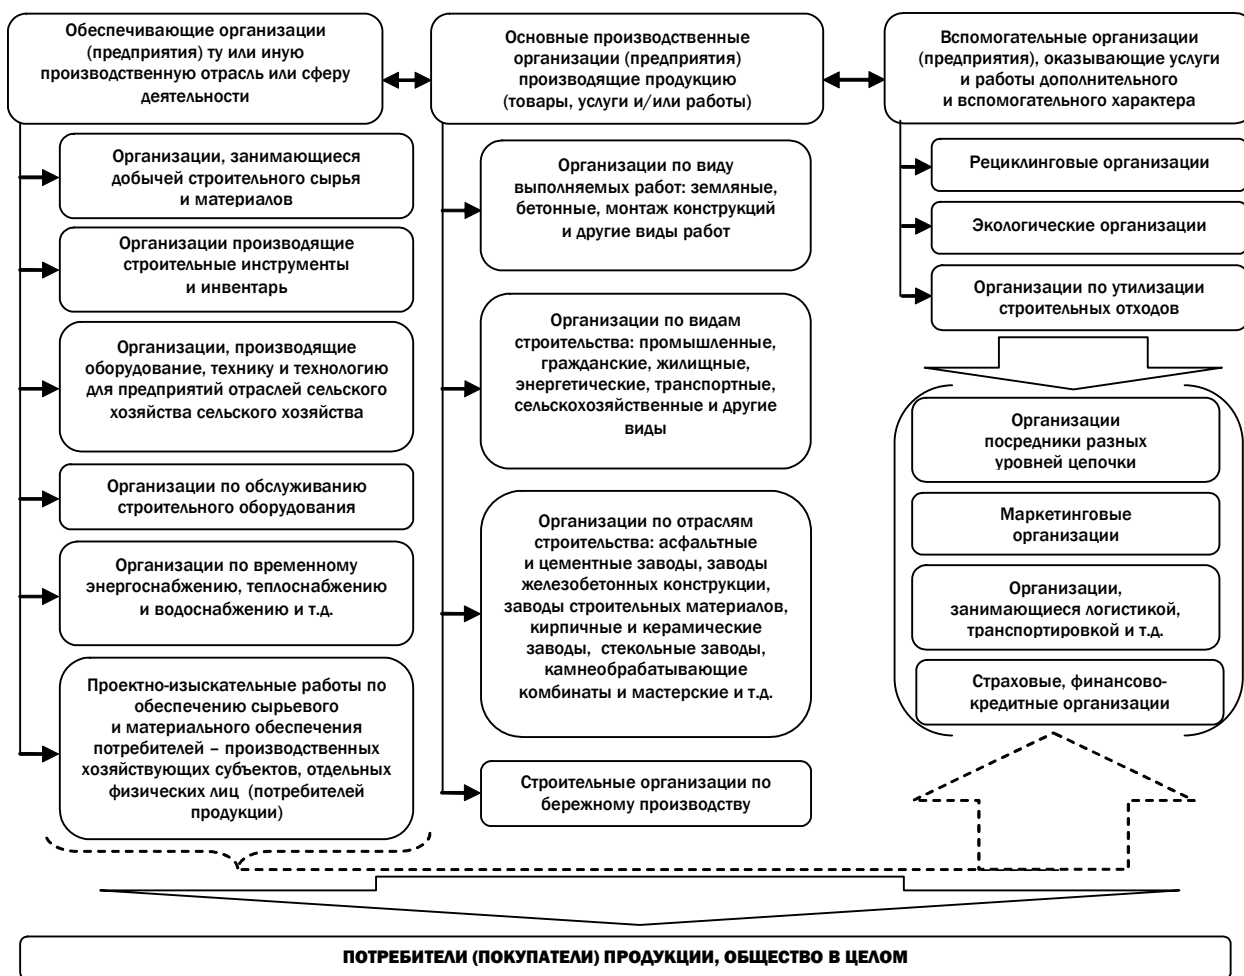 Обеспечивающие организации
(предприятия) ту или иную
производственную отрасль или сферу
деятельности
Основные производственные
организации (предприятия)
производящие продукцию
(товары, услуги и/или работы)
Вспомогательные организации
(предприятия), оказывающие услуги
и работы дополнительного
и вспомогательного характера
Организации, занимающиеся
добычей строительного сырья
и материалов
Организации производящие
строительные инструменты
и инвентарь
Организации, производящие
оборудование, технику и технологию
для предприятий отраслей сельского
хозяйства сельского хозяйства
Организации по обслуживанию
строительного оборудования
Организации по временному
энергоснабжению, теплоснабжению
и водоснабжению и т.д.
Проектно-изыскательные работы по
обеспечению сырьевого
и материального обеспечения
потребителей – производственных
хозяйствующих субъектов, отдельных
физических лиц (потребителей
продукции)
Организации по виду
выполняемых работ: земляные,
бетонные, монтаж конструкций
и другие виды работ
Организации по видам
строительства: промышленные,
гражданские, жилищные,
энергетические, транспортные,
сельскохозяйственные и другие
виды
Организации по отраслям
строительства: асфальтные
и цементные заводы, заводы
железобетонных конструкции,
заводы строительных материалов,
кирпичные и керамические
заводы, стекольные заводы,
камнеобрабатывающие
комбинаты и мастерские и т.д.
Строительные организации по
бережному производству
Рециклинговые организации
Экологические организации
Организации по утилизации
строительных отходов
Организации
посредники разных
уровней цепочки
Маркетинговые
организации
Организации,
занимающиеся логистикой,
транспортировкой и т.д.
Страховые, финансово-
кредитные организации
ПОТРЕБИТЕЛИ (ПОКУПАТЕЛИ) ПРОДУКЦИИ, ОБЩЕСТВО В ЦЕЛОМ